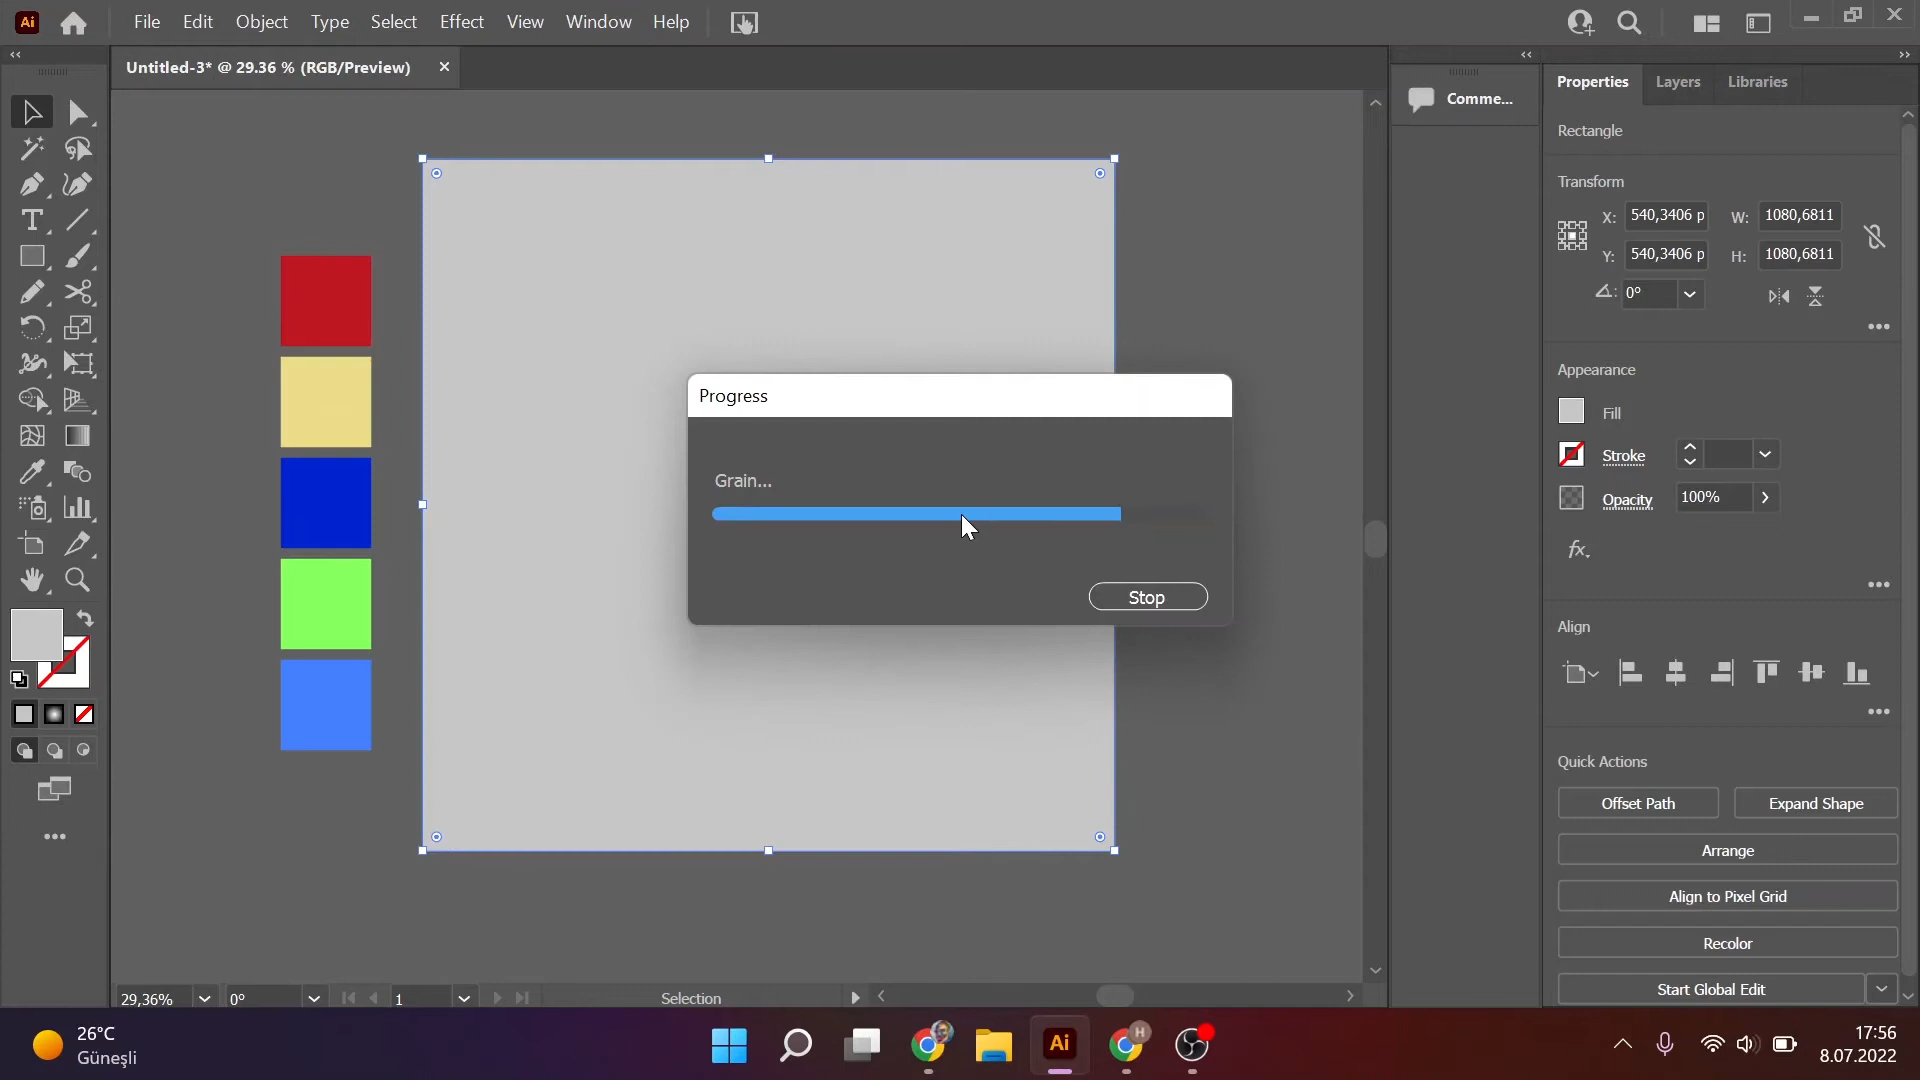 Ai
File Edit Object Type Select Effect View Window Help
Untitled-3* @ 29.36 % (RGB/Preview)
T
Progress
Grain...
Stop
Comme...
Properties Layers Libraries
Rectangle
Transform
X: 540,3406 p W: 1080,6811
Y: 540,3406 p H: 1080,6811
0°
Appearance
Fill
Stroke
Opacity 100%
fx
Align
Quick Actions
Offset Path Expand Shape
Arrange
Align to Pixel Grid
Recolor
Start Global Edit
29,36% 0° 1 Selection
26°C
Güneşli
Ai
H
17:56
8.07.2022